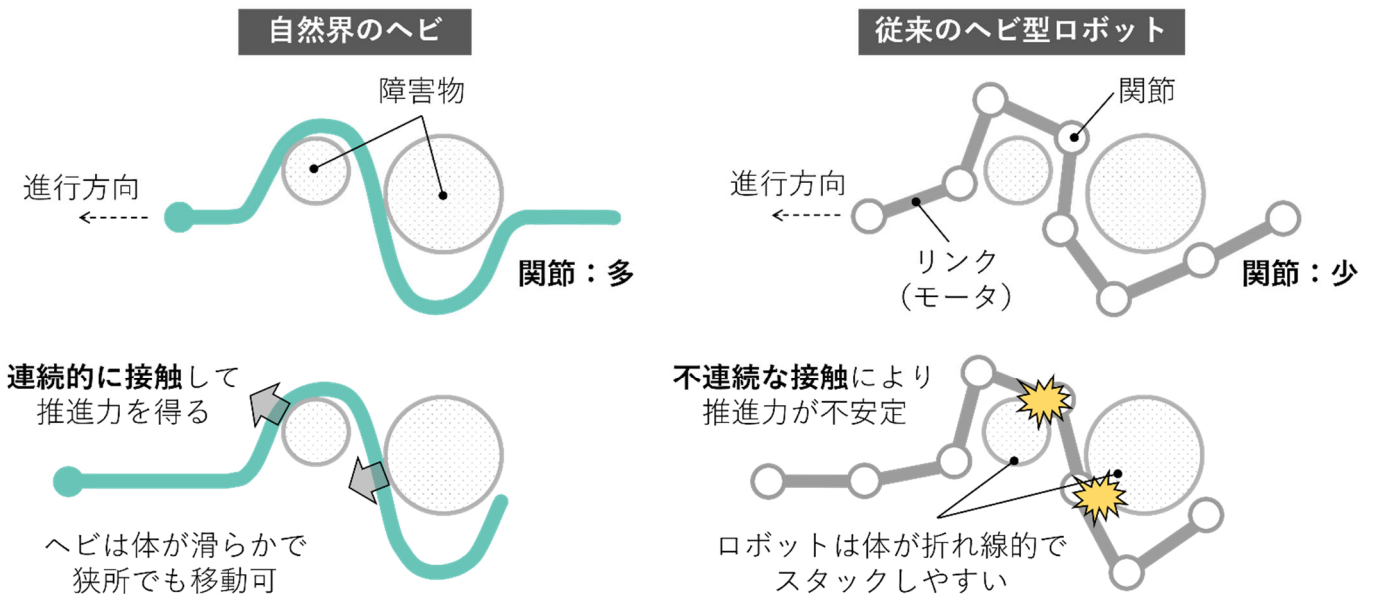 自然界のヘビ
障害物
進行方向
関節：多
連続的に接触して
推進力を得る
ヘビは体が滑らかで
狭所でも移動可
従来のヘビ型ロボット
関節
進行方向
リンク
（モータ）
関節：少
不連続な接触により
推進力が不安定
ロボットは体が折れ線的で
スタックしやすい